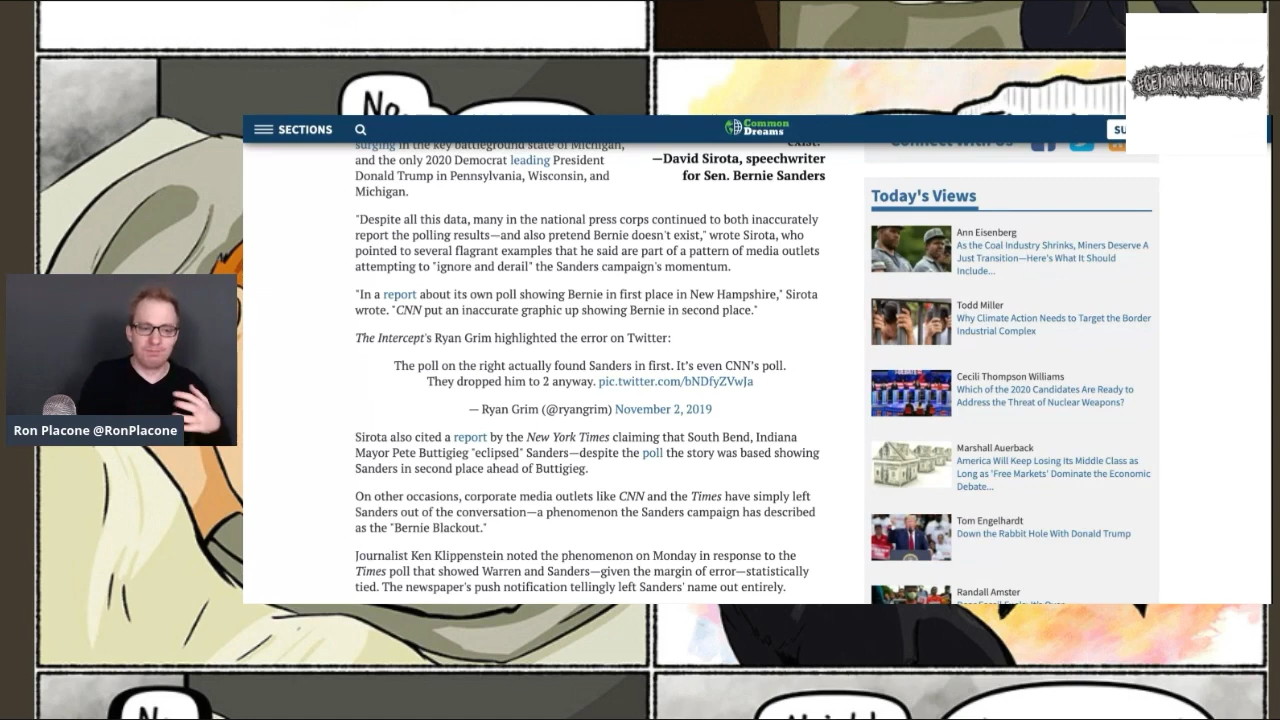 No
#GETYOURNEWSONWITHRON
SECTIONS
Common
Dreams
SU
surging in the key battleground state of Michigan,
and the only 2020 Democrat leading President
Donald Trump in Pennsylvania, Wisconsin, and
Michigan.
exist."
—David Sirota, speechwriter
for Sen. Bernie Sanders
"Despite all this data, many in the national press corps continued to both inaccurately
report the polling results—and also pretend Bernie doesn't exist," wrote Sirota, who
pointed to several flagrant examples that he said are part of a pattern of media outlets
attempting to "ignore and derail" the Sanders campaign's momentum.
"In a report about its own poll showing Bernie in first place in New Hampshire," Sirota
wrote. "CNN put an inaccurate graphic up showing Bernie in second place."
The Intercept's Ryan Grim highlighted the error on Twitter:
The poll on the right actually found Sanders in first. It's even CNN's poll.
They dropped him to 2 anyway. pic.twitter.com/bNDfyZVwJa
— Ryan Grim (@ryangrim) November 2, 2019
Sirota also cited a report by the New York Times claiming that South Bend, Indiana
Mayor Pete Buttigieg "eclipsed" Sanders—despite the poll the story was based showing
Sanders in second place ahead of Buttigieg.
On other occasions, corporate media outlets like CNN and the Times have simply left
Sanders out of the conversation—a phenomenon the Sanders campaign has described
as the "Bernie Blackout."
Journalist Ken Klippenstein noted the phenomenon on Monday in response to the
Times poll that showed Warren and Sanders—given the margin of error—statistically
tied. The newspaper's push notification tellingly left Sanders' name out entirely.
Connect With Us
Today's Views
Ann Eisenberg
As the Coal Industry Shrinks, Miners Deserve A
Just Transition—Here's What It Should
Include...
Todd Miller
Why Climate Action Needs to Target the Border
Industrial Complex
Cecili Thompson Williams
Which of the 2020 Candidates Are Ready to
Address the Threat of Nuclear Weapons?
Marshall Auerback
America Will Keep Losing Its Middle Class as
Long as 'Free Markets' Dominate the Economic
Debate...
Tom Engelhardt
Down the Rabbit Hole With Donald Trump
Randall Amster
Ron Placone @RonPlacone